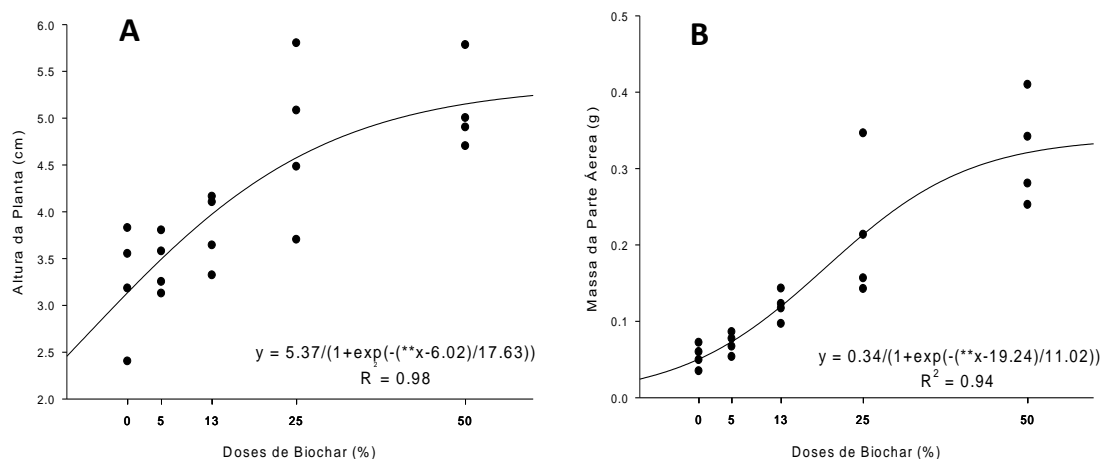 A
6.0
5.5
5.0
4.5
4.0
3.5
3.0
2.5
2.0
Altura da Planta (cm)
y = 5.37/(1+exp(-(**x-6.02)/17.63))
R² = 0.98
0 5 13 25 50
Doses de Biochar (%)
B
0.5
0.4
0.3
0.2
0.1
0.0
Massa da Parte Áerea (g)
y = 0.34/(1+exp(-(**x-19.24)/11.02))
R² = 0.94
0 5 13 25 50
Doses de Biochar (%)